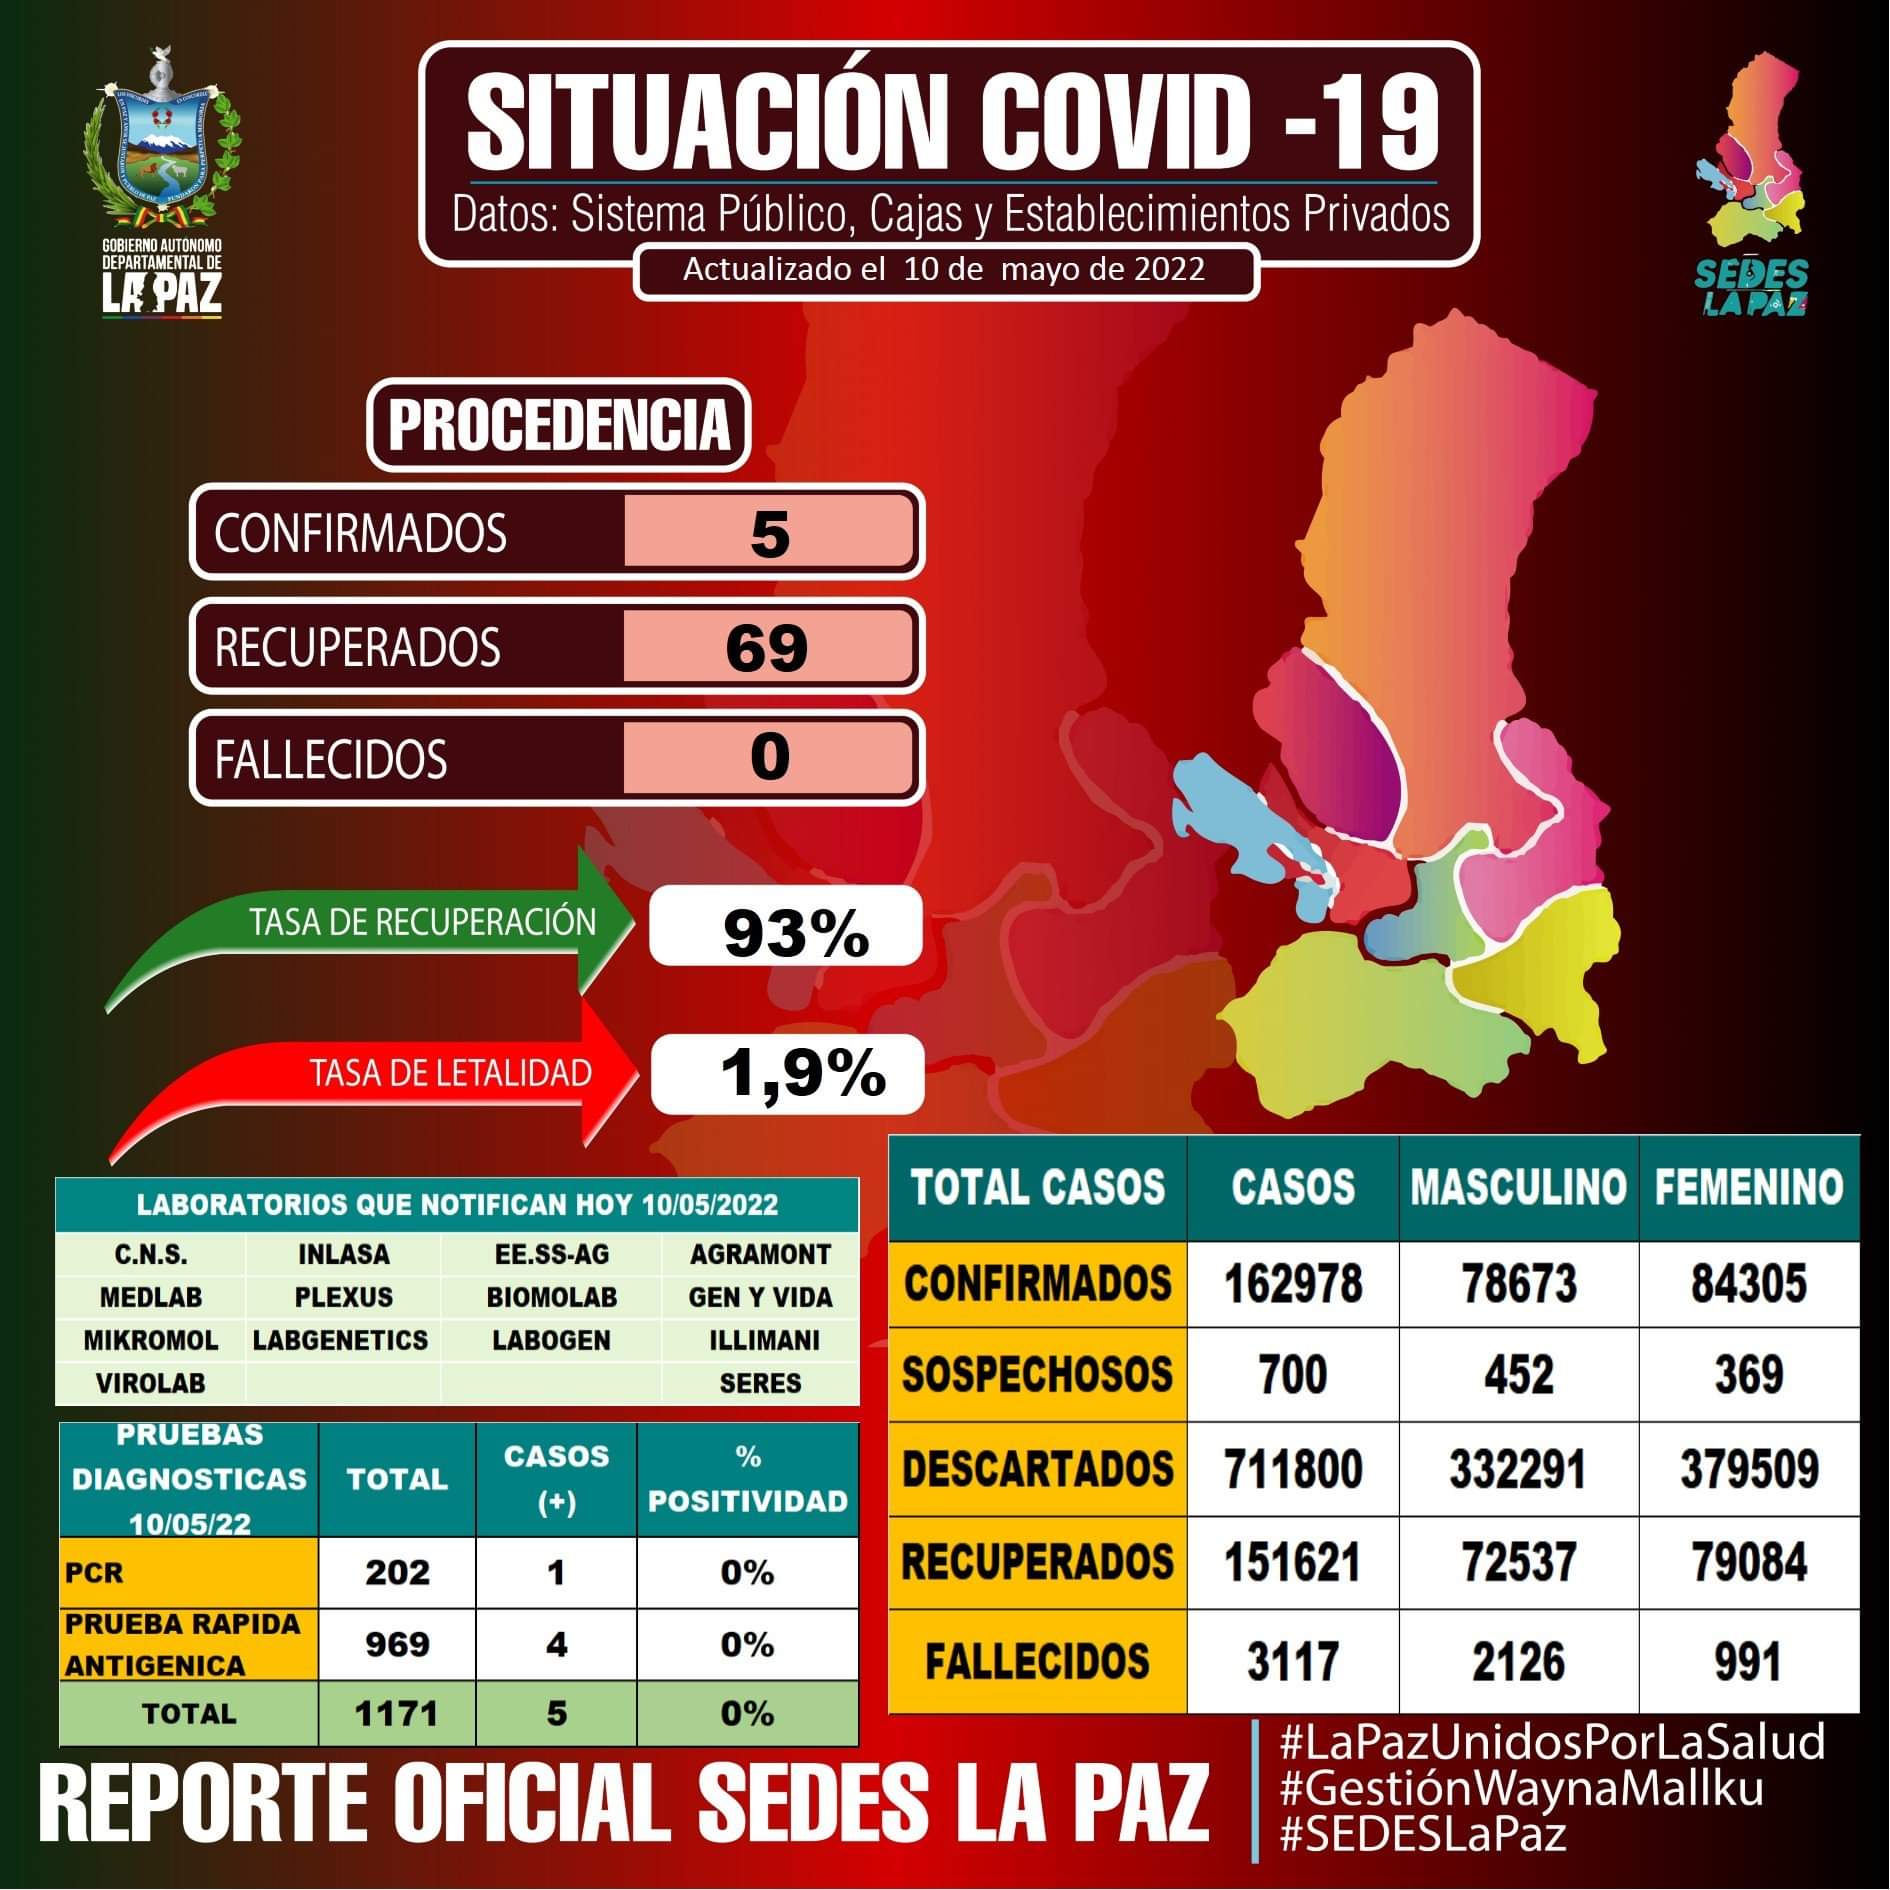 SITUACIÓN COVID -19
Datos: Sistema Público, Cajas y Establecimientos Privados
Actualizado el 10 de mayo de 2022
GOBIERNO AUTÓNOMO
DEPARTAMENTAL DE
LA PAZ
SEDES
LA PAZ
PROCEDENCIA
CONFIRMADOS 5
RECUPERADOS 69
FALLECIDOS 0
TASA DE RECUPERACIÓN 93%
TASA DE LETALIDAD 1,9%
LABORATORIOS QUE NOTIFICAN HOY 10/05/2022
C.N.S. INLASA EE.SS-AG AGRAMONT
MEDLAB PLEXUS BIOMOLAB GEN Y VIDA
MIKROMOL LABGENETICS LABOGEN ILLIMANI
VIROLAB SERES
PRUEBAS
DIAGNOSTICAS
10/05/22
TOTAL
CASOS
(+)
%
POSITIVIDAD
PCR 202 1 0%
PRUEBA RAPIDA
ANTIGENICA
969 4 0%
TOTAL 1171 5 0%
TOTAL CASOS CASOS MASCULINO FEMENINO
CONFIRMADOS 162978 78673 84305
SOSPECHOSOS 700 452 369
DESCARTADOS 711800 332291 379509
RECUPERADOS 151621 72537 79084
FALLECIDOS 3117 2126 991
REPORTE OFICIAL SEDES LA PAZ
#LaPazUnidosPorLaSalud
#GestiónWaynaMallku
#SEDESLaPaz